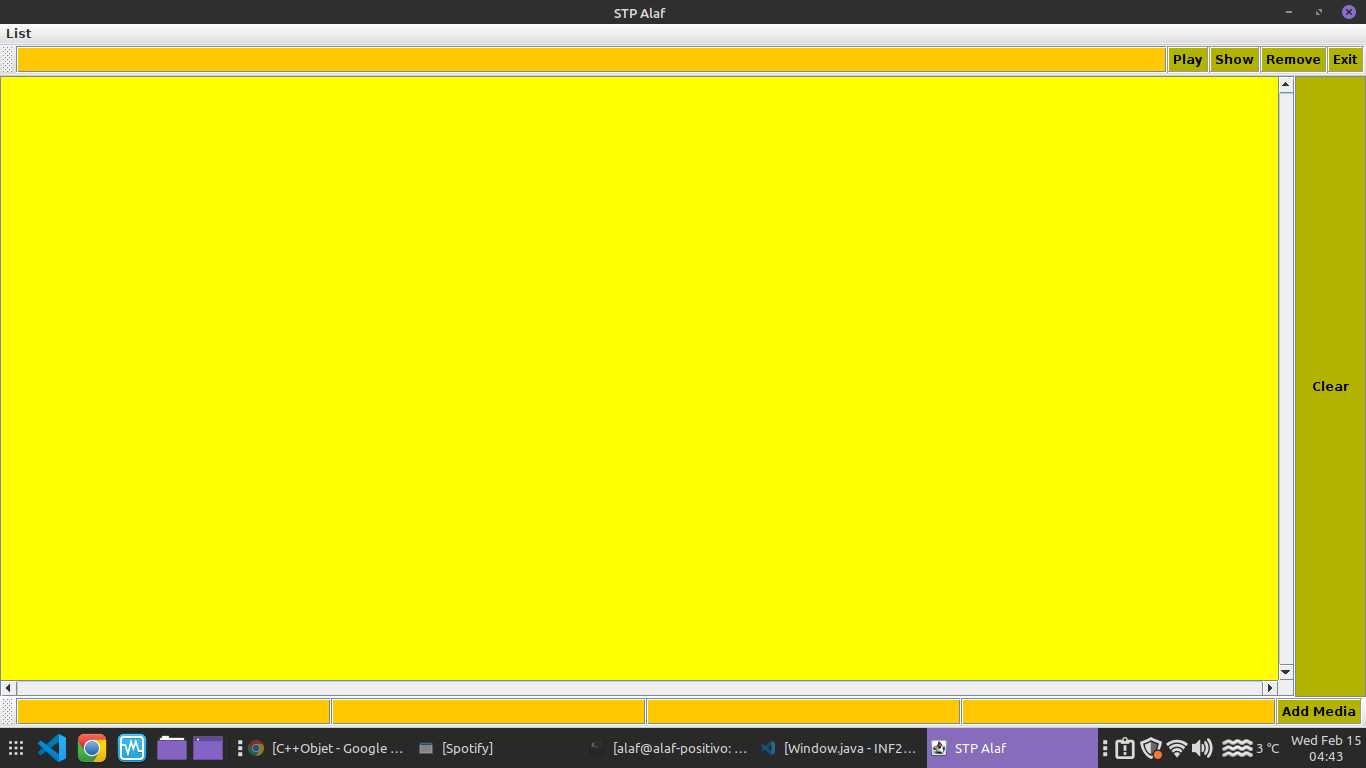 STP Alaf
List
Play Show Remove Exit
Clear
Add Media
[C++Objet - Google ... [Spotify] [alaf@alaf-positivo: ... [Window.java - INF2... STP Alaf 3 °C Wed Feb 15
04:43